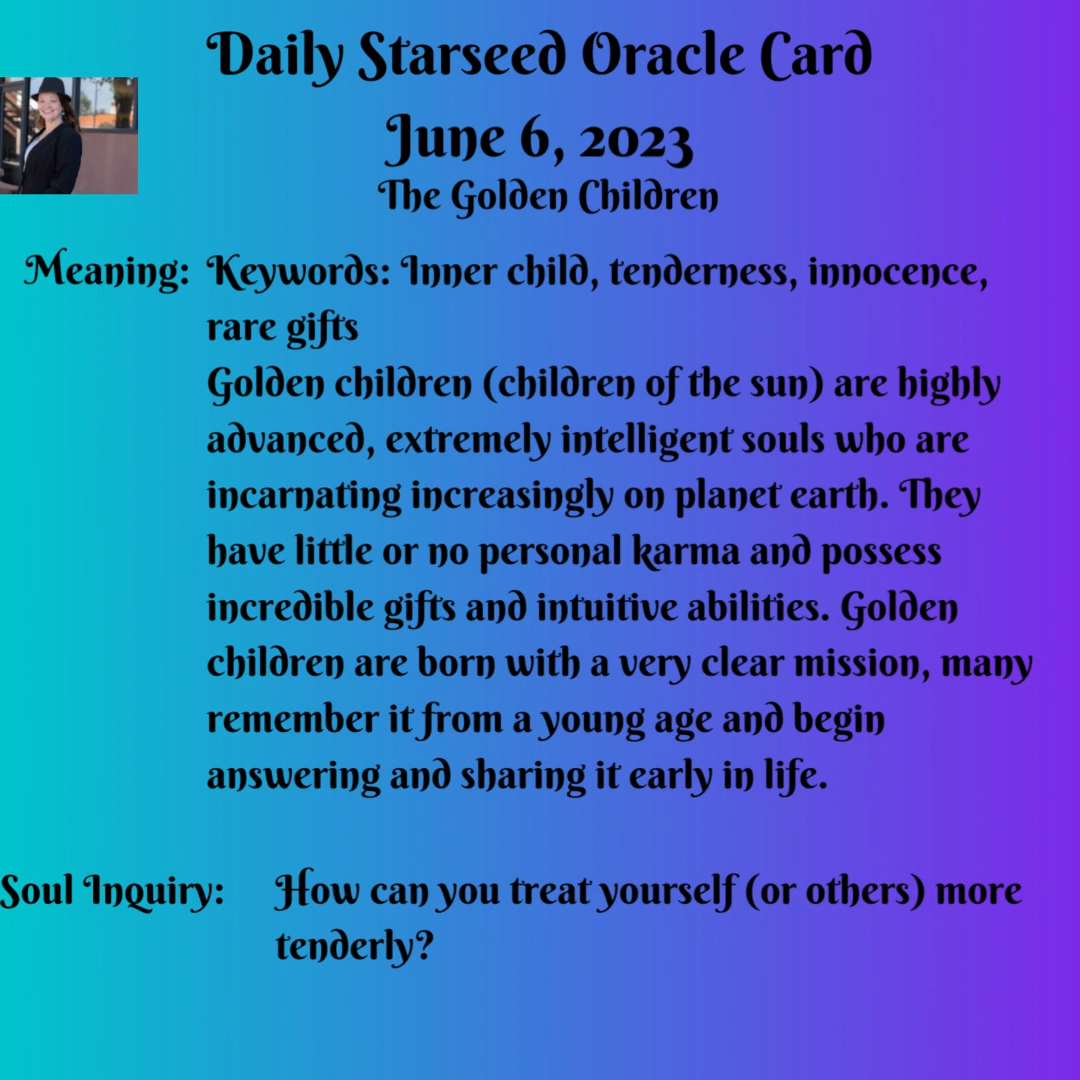 Daily Starseed Oracle Card
June 6, 2023
The Golden Children
Meaning: Keywords: Inner child, tenderness, innocence,
rare gifts
Golden children (children of the sun) are highly
advanced, extremely intelligent souls who are
incarnating increasingly on planet earth. They
have little or no personal karma and possess
incredible gifts and intuitive abilities. Golden
children are born with a very clear mission, many
remember it from a young age and begin
answering and sharing it early in life.
Soul Inquiry: How can you treat yourself (or others) more
tenderly?